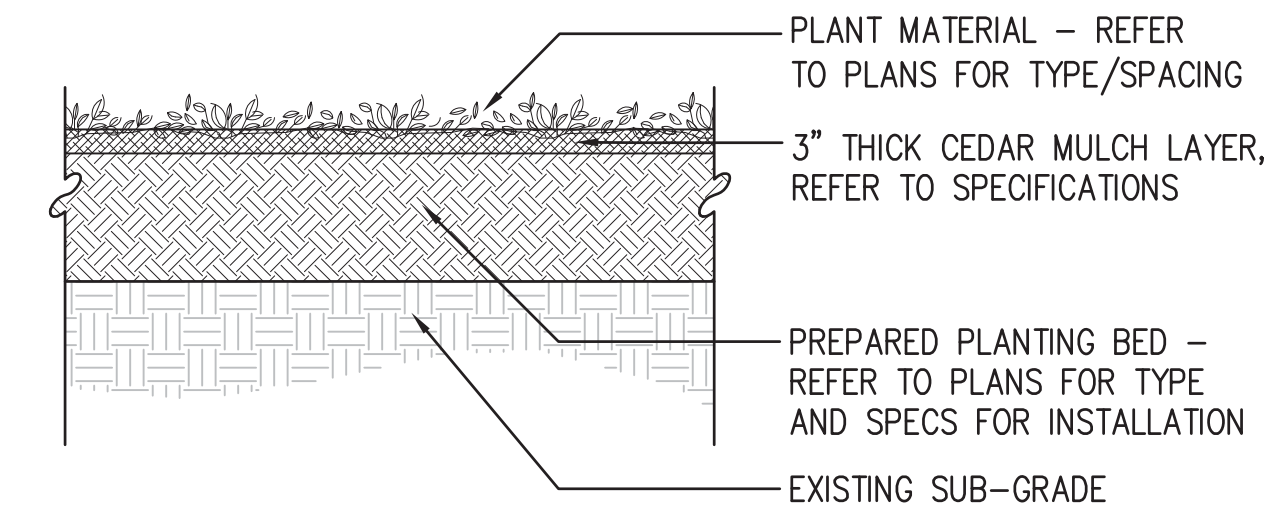 PLANT MATERIAL – REFER
TO PLANS FOR TYPE/SPACING
3" THICK CEDAR MULCH LAYER,
REFER TO SPECIFICATIONS
PREPARED PLANTING BED –
REFER TO PLANS FOR TYPE
AND SPECS FOR INSTALLATION
EXISTING SUB–GRADE